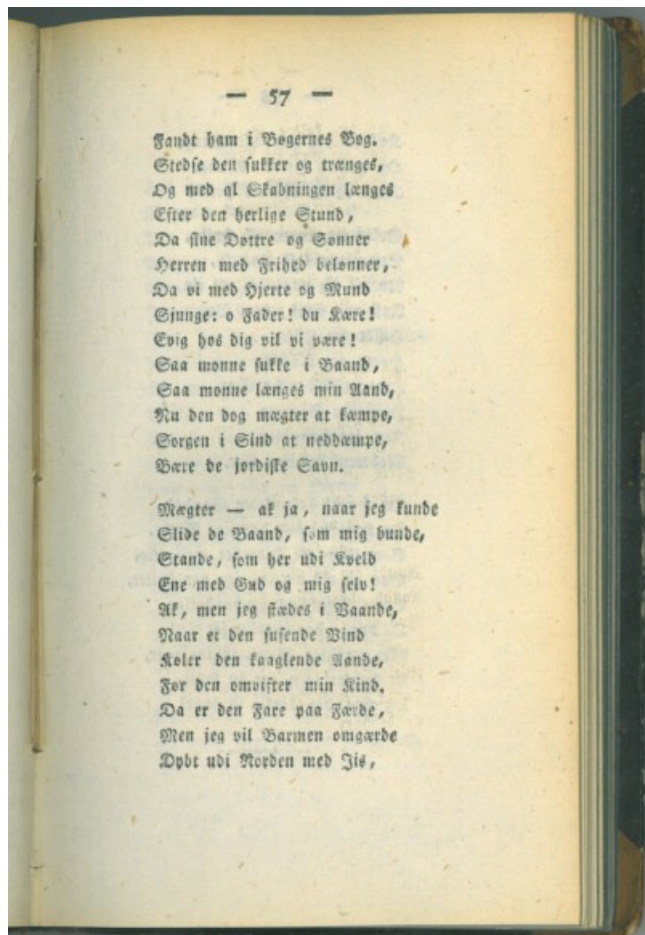 — 57 —
Fandt ham i Bøgernes Bog.
Stedse den sukker og trænges,
Og med al Skabningen længes
Efter den herlige Stund,
Da sine Døttre og Sønner
Herren med Frihed belønner,
Da vi med Hjerte og Mund
Sjunge: o Fader! du Kære!
Evig hos dig vil vi være!
Saa monne sukke i Baand,
Saa monne længes min Aand,
Nu den dog mægter at kæmpe,
Sorgen i Sind at neddæmpe,
Bære de jordiske Savn.
Mægter — ak ja, naar jeg kunde
Slide de Baand, som mig bunde,
Stande, som her udi Kveld
Ene med Gud og mig selv!
Ak, men jeg stædes i Vaande,
Naar ei den susende Vind
Køler den kaaglende Aande,
Før den omvifter min Kind.
Da er den Fare paa Færde,
Men jeg vil Barmen omgærde
Dybt udi Norden med Jis,